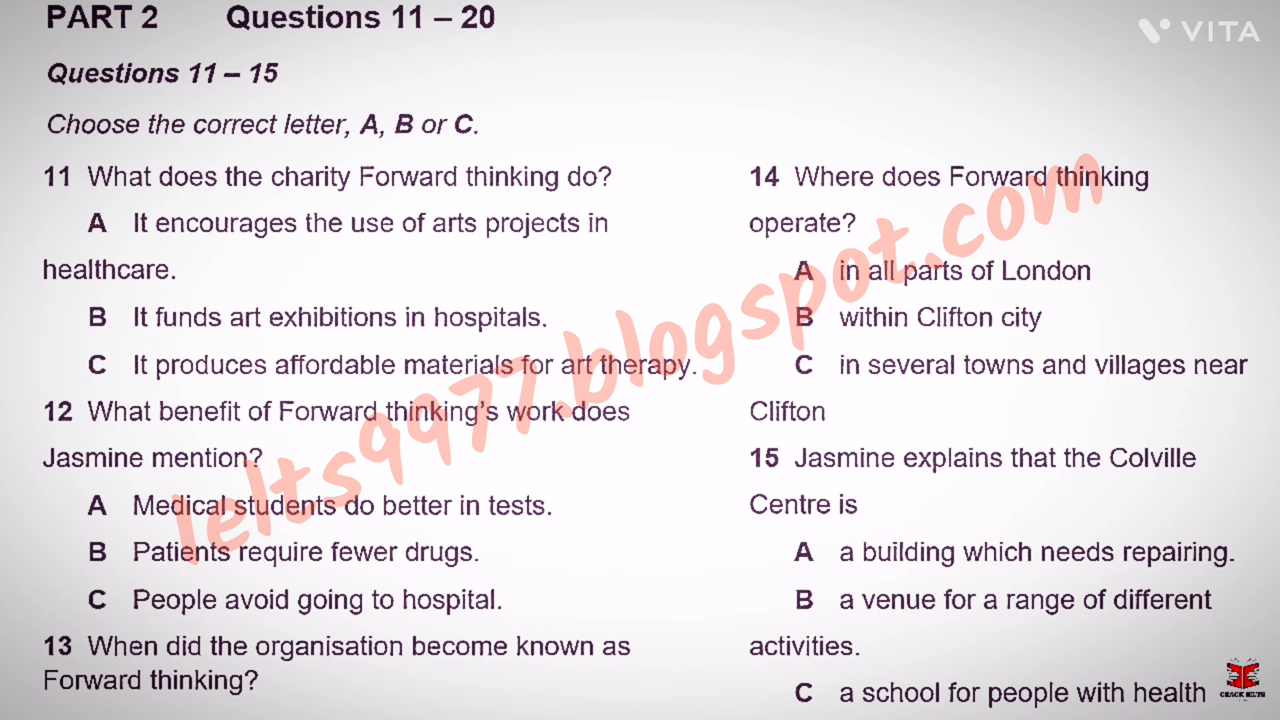 PART 2 Questions 11 – 20
VITA
Questions 11 – 15
Choose the correct letter, A, B or C.
11 What does the charity Forward thinking do?
A It encourages the use of arts projects in
healthcare.
B It funds art exhibitions in hospitals.
C It produces affordable materials for art therapy.
12 What benefit of Forward thinking's work does
Jasmine mention?
A Medical students do better in tests.
B Patients require fewer drugs.
C People avoid going to hospital.
13 When did the organisation become known as
Forward thinking?
14 Where does Forward thinking
operate?
A in all parts of London
B within Clifton city
C in several towns and villages near
Clifton
15 Jasmine explains that the Colville
Centre is
A a building which needs repairing.
B a venue for a range of different
activities.
C a school for people with health
Ielts9977.blogspot.com
CRACK IELTS